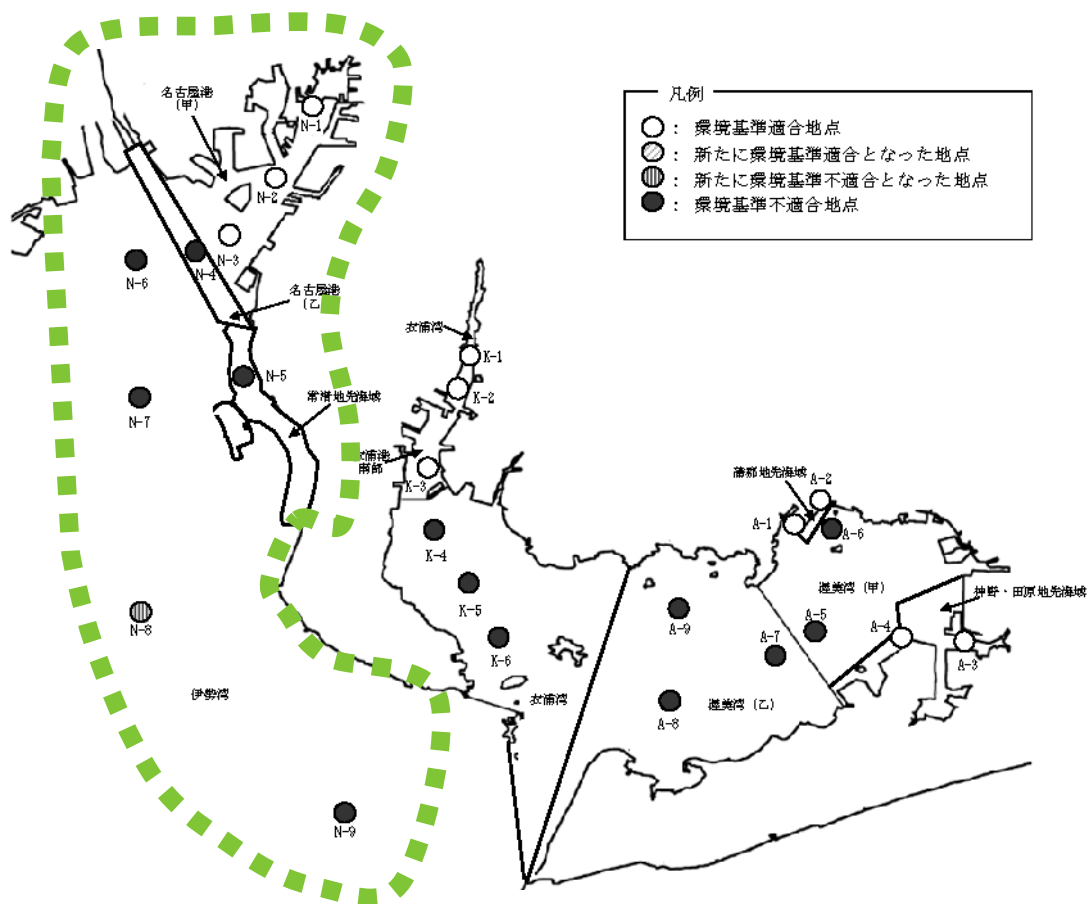 凡例
: 環境基準適合地点
: 新たに環境基準適合となった地点
: 新たに環境基準不適合となった地点
: 環境基準不適合地点
名古屋港
(甲)
N-1
N-2
N-3
N-4
N-6
名古屋港
(乙
N-5
N-7
常滑地先海域
衣浦湾
K-1
K-2
衣浦港
南部
K-3
K-4
K-5
K-6
蒲郡地先海域
A-2
A-1
A-6
渥美湾 (甲)
神野・田原地先海域
A-5
A-4
A-3
A-9
A-7
A-8
渥美湾 (乙)
衣浦湾
N-8
伊勢湾
N-9